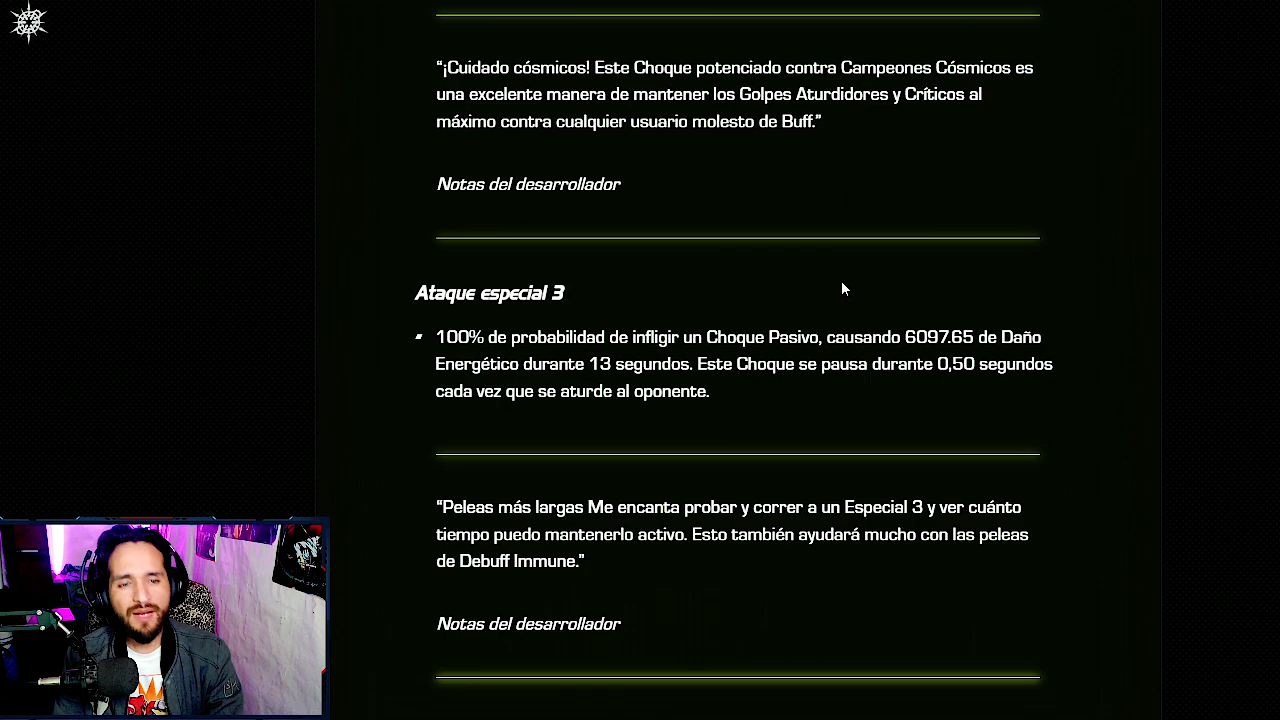 “¡Cuidado cósmicos! Este Choque potenciado contra Campeones Cósmicos es
una excelente manera de mantener los Golpes Aturdidores y Críticos al
máximo contra cualquier usuario molesto de Buff.”
Notas del desarrollador
Ataque especial 3
100% de probabilidad de infligir un Choque Pasivo, causando 6097.65 de Daño
Energético durante 13 segundos. Este Choque se pausa durante 0,50 segundos
cada vez que se aturde al oponente.
“Peleas más largas Me encanta probar y correr a un Especial 3 y ver cuánto
tiempo puedo mantenerlo activo. Esto también ayudará mucho con las peleas
de Debuff Immune.”
Notas del desarrollador